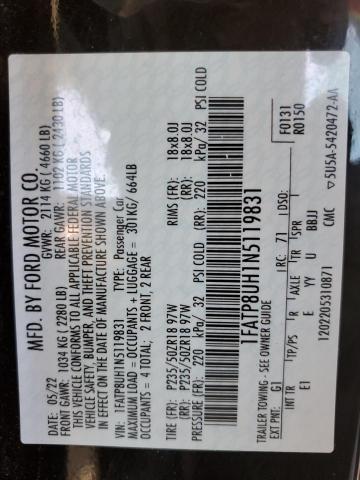 MFD. BY FORD MOTOR CO.
DATE: 05/22 GVWR: 2114 KG ( 4660 LB)
FRONT GAWR: 1034 KG ( 2280 LB) REAR GAWR: 1102 KG ( 2430 LB)
THIS VEHICLE CONFORMS TO ALL APPLICABLE FEDERAL MOTOR
VEHICLE SAFETY, BUMPER, AND THEFT PREVENTION STANDARDS
IN EFFECT ON THE DATE OF MANUFACTURE SHOWN ABOVE.
VIN: 1FATP8UH1N5119831 TYPE: Passenger Car
MAXIMUM LOAD = OCCUPANTS + LUGGAGE = 301KG/ 664LB
OCCUPANTS = 4 TOTAL; 2 FRONT, 2 REAR
TIRE (FR): P235/50ZR18 97W RIMS (FR): 18x8.0J
(RR): P235/50ZR18 97W (RR): 18x8.0J
PRESSURE (FR): 220 kPa/ 32 PSI COLD (RR): 220 kPa/ 32 PSI COLD
1FATP8UH1N5119831
TRAILER TOWING - SEE OWNER GUIDE
EXT PNT: G1 RC: 71 DSO: F0131
R0150
INT TR TP/PS R AXLE TR SPR
E1 E YY U BBJJ
1Z02205310871 CMC 5U5A-5420472-AA